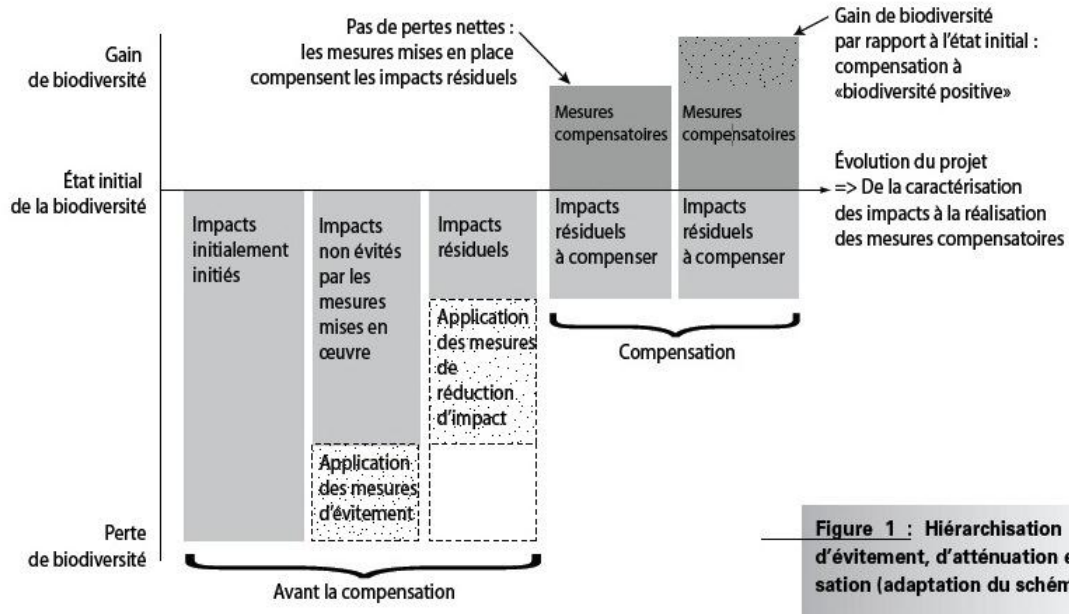 Pas de pertes nettes :
les mesures mises en place
compensent les impacts résiduels
Gain de biodiversité
par rapport à l'état initial :
compensation à
«biodiversité positive»
Gain
de biodiversité
État initial
de la biodiversité
Perte
de biodiversité
Impacts
initialement
initiés
Impacts
non évités
par les
mesures
mises en
œuvre
Application
des mesures
d'évitement
Impacts
résiduels
Application
des mesures
de
réduction
d'impact
Mesures
compensatoires
Impacts
résiduels
à compenser
Mesures
compensatoires
Impacts
résiduels
à compenser
Évolution du projet
=> De la caractérisation
des impacts à la réalisation
des mesures compensatoires
Avant la compensation
Compensation
Figure 1 : Hiérarchisation
d'évitement, d'atténuation e
sation (adaptation du schém